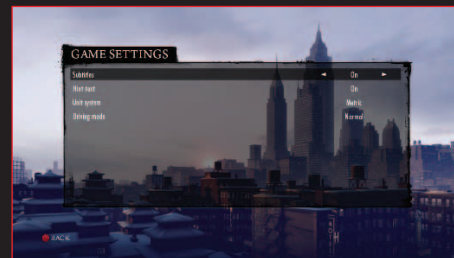 GAME SETTINGS
Subtitles ◄ On ►
Hint text On
Unit system Metric
Driving mode Normal
BACK